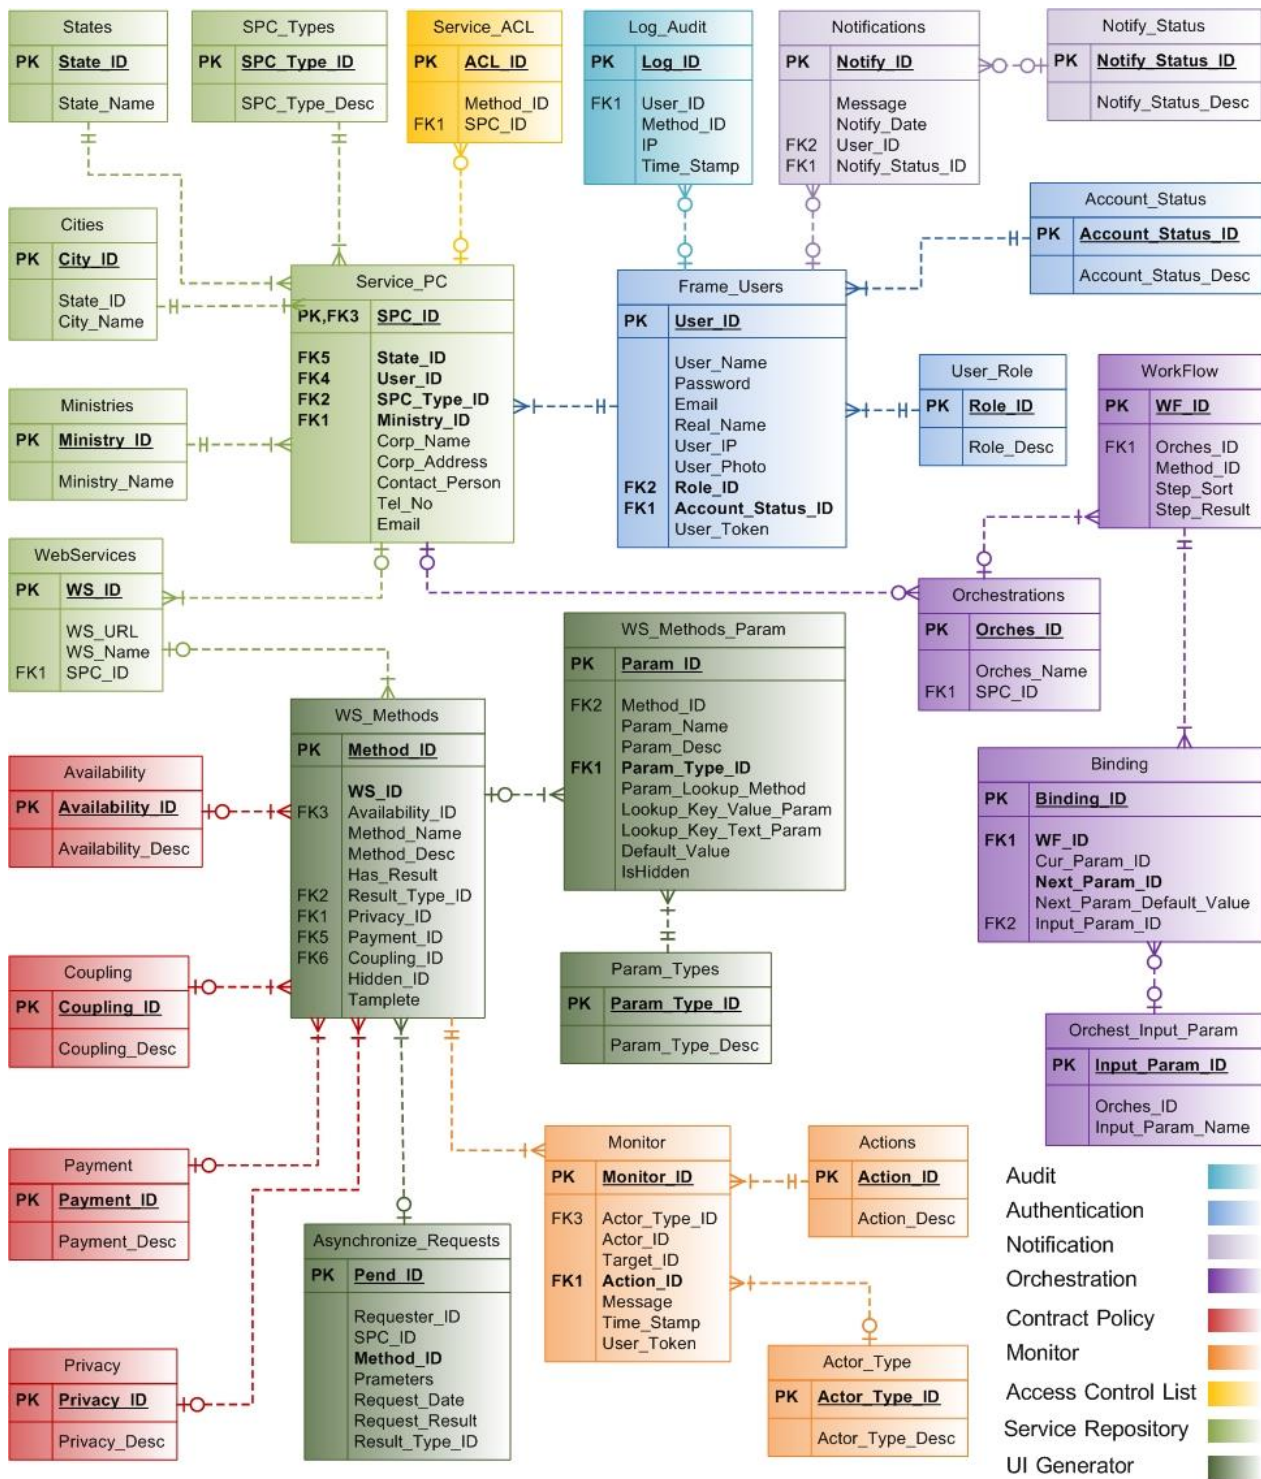 States
PK State_ID
State_Name
SPC_Types
PK SPC_Type_ID
SPC_Type_Desc
Service_ACL
PK ACL_ID
Method_ID
FK1 SPC_ID
Log_Audit
PK Log_ID
FK1 User_ID
Method_ID
IP
Time_Stamp
Notifications
PK Notify_ID
Message
Notify_Date
FK2 User_ID
FK1 Notify_Status_ID
Notify_Status
PK Notify_Status_ID
Notify_Status_Desc
Cities
PK City_ID
State_ID
City_Name
Service_PC
PK,FK3 SPC_ID
FK5 State_ID
FK4 User_ID
FK2 SPC_Type_ID
FK1 Ministry_ID
Corp_Name
Corp_Address
Contact_Person
Tel_No
Email
Frame_Users
PK User_ID
User_Name
Password
Email
Real_Name
User_IP
User_Photo
FK2 Role_ID
FK1 Account_Status_ID
User_Token
Account_Status
PK Account_Status_ID
Account_Status_Desc
User_Role
PK Role_ID
Role_Desc
WorkFlow
PK WF_ID
FK1 Orches_ID
Method_ID
Step_Sort
Step_Result
Ministries
PK Ministry_ID
Ministry_Name
WebServices
PK WS_ID
WS_URL
WS_Name
FK1 SPC_ID
Orchestrations
PK Orches_ID
Orches_Name
FK1 SPC_ID
WS_Methods_Param
PK Param_ID
FK2 Method_ID
Param_Name
Param_Desc
FK1 Param_Type_ID
Param_Lookup_Method
Lookup_Key_Value_Param
Lookup_Key_Text_Param
Default_Value
IsHidden
WS_Methods
PK Method_ID
WS_ID
FK3 Availability_ID
Method_Name
Method_Desc
Has_Result
FK2 Result_Type_ID
FK1 Privacy_ID
FK5 Payment_ID
FK6 Coupling_ID
Hidden_ID
Tamplete
Availability
PK Availability_ID
Availability_Desc
Binding
PK Binding_ID
FK1 WF_ID
Cur_Param_ID
Next_Param_ID
Next_Param_Default_Value
FK2 Input_Param_ID
Coupling
PK Coupling_ID
Coupling_Desc
Param_Types
PK Param_Type_ID
Param_Type_Desc
Orchest_Input_Param
PK Input_Param_ID
Orches_ID
Input_Param_Name
Payment
PK Payment_ID
Payment_Desc
Monitor
PK Monitor_ID
FK3 Actor_Type_ID
Actor_ID
Target_ID
FK1 Action_ID
Message
Time_Stamp
User_Token
Actions
PK Action_ID
Action_Desc
Asynchronize_Requests
PK Pend_ID
Requester_ID
SPC_ID
Method_ID
Prameters
Request_Date
Request_Result
Result_Type_ID
Privacy
PK Privacy_ID
Privacy_Desc
Actor_Type
PK Actor_Type_ID
Actor_Type_Desc
Audit
Authentication
Notification
Orchestration
Contract Policy
Monitor
Access Control List
Service Repository
UI Generator